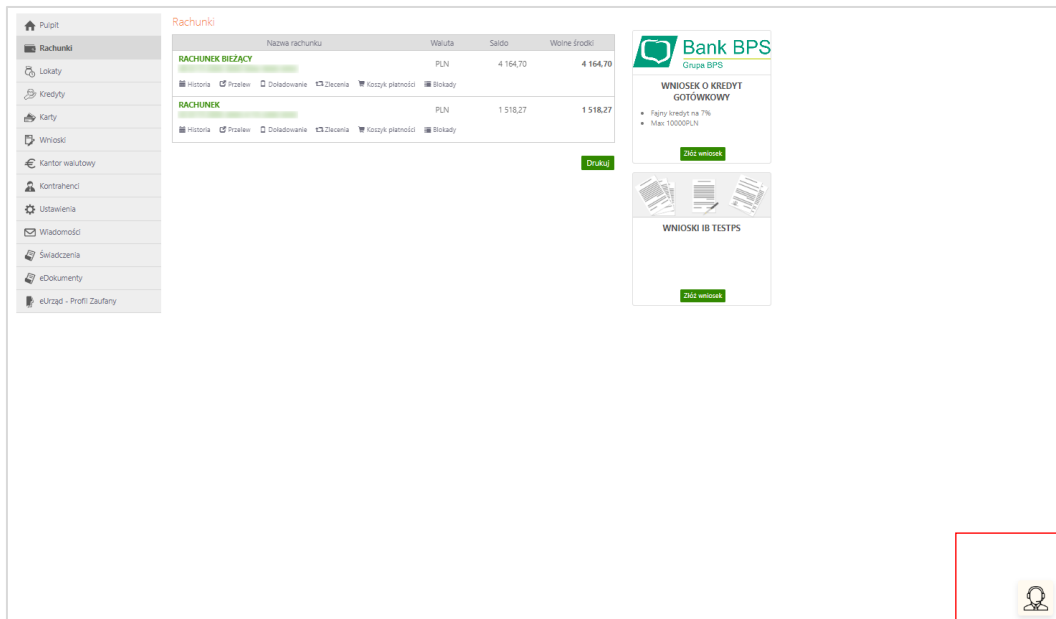 Pulpit
Rachunki
Lokaty
Kredyty
Karty
Wnioski
Kantor walutowy
Kontrahenci
Ustawienia
Wiadomości
Świadczenia
eDokumenty
eUrząd - Profil Zaufany
Rachunki
Nazwa rachunku Waluta Saldo Wolne środki
RACHUNEK BIEŻĄCY
PLN 4 164,70 4 164,70
Historia Przelew Doładowanie Zlecenia Koszyk płatności Blokady
RACHUNEK
PLN 1 518,27 1 518,27
Historia Przelew Doładowanie Zlecenia Koszyk płatności Blokady
Drukuj
Bank BPS
Grupa BPS
WNIOSEK O KREDYT
GOTÓWKOWY
Fajny kredyt na 7%
Max 10000PLN
Złóż wniosek
WNIOSKI IB TESTPS
Złóż wniosek